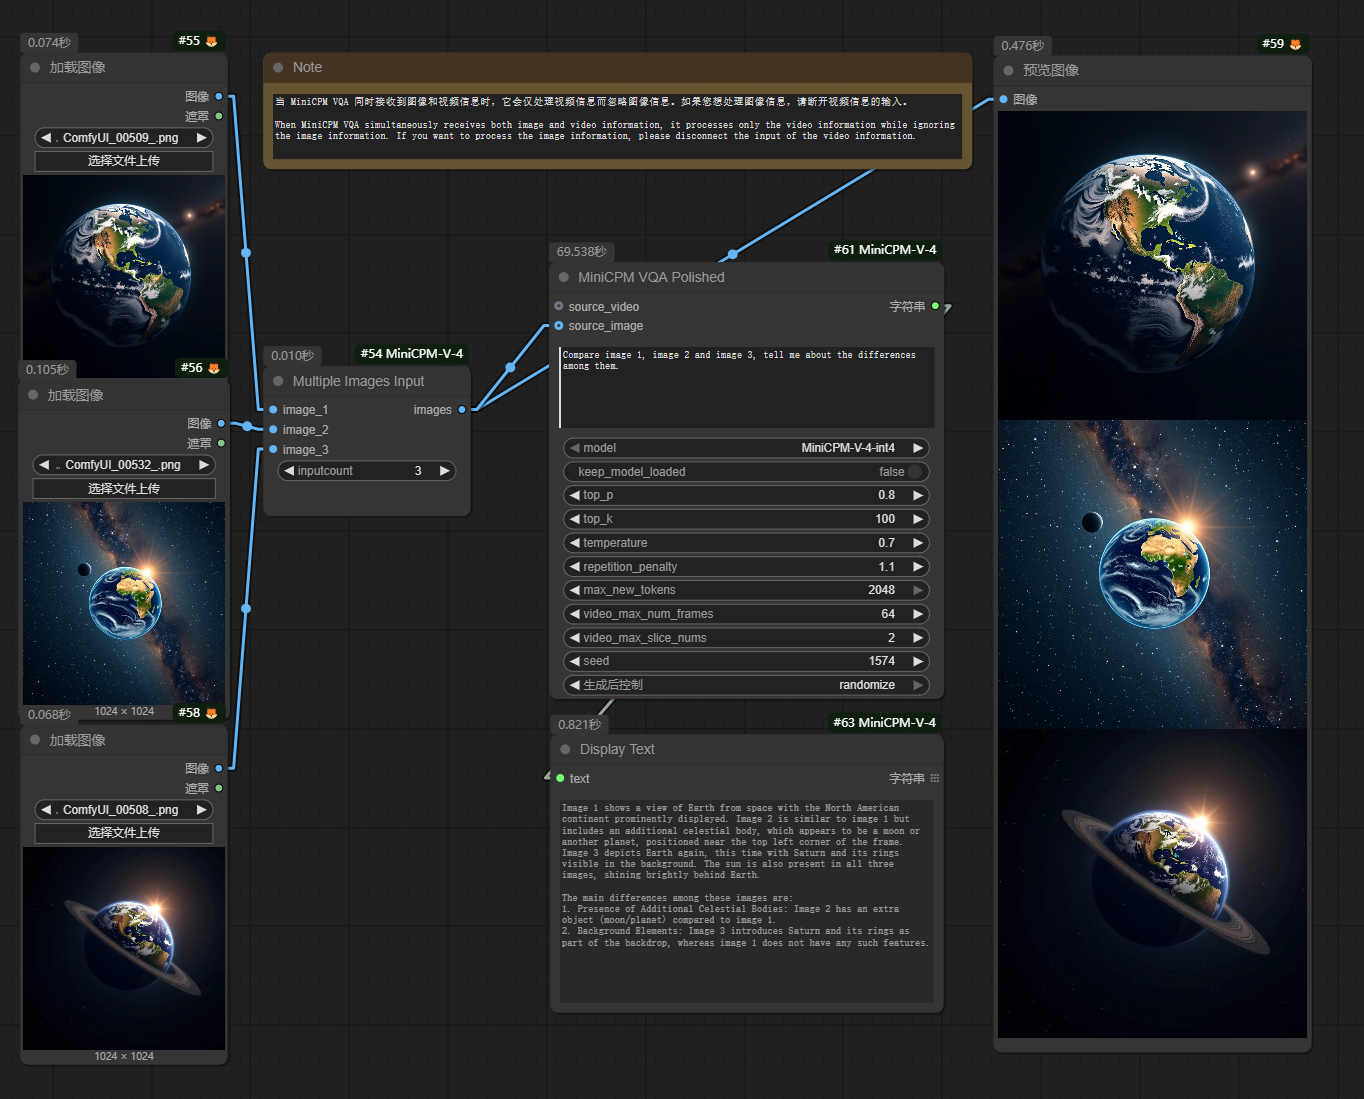 0.074秒
#55
加载图像
图像
遮罩
ComfyUI_00509_.png
选择文件上传
0.105秒
#56
加载图像
图像
遮罩
.. ComfyUI_00532_.png
选择文件上传
1024 × 1024
0.068秒
#58
加载图像
图像
遮罩
. ComfyUI_00508_.png
选择文件上传
1024 × 1024
Note
当 MiniCPM VQA 同时接收到图像和视频信息时，它会仅处理视频信息而忽略图像信息。如果您想处理图像信息，请断开视频信息的输入。
When MiniCPM VQA simultaneously receives both image and video information, it processes only the video information while ignoring
the image information. If you want to process the image information, please disconnect the input of the video information.
0.010秒
#54 MiniCPM-V-4
Multiple Images Input
image_1
images
image_2
image_3
inputcount
3
69.538秒
#61 MiniCPM-V-4
MiniCPM VQA Polished
source_video
字符串
source_image
Compare image 1, image 2 and image 3, tell me about the differences
among them.
model
MiniCPM-V-4-int4
keep_model_loaded
false
top_p
0.8
top_k
100
temperature
0.7
repetition_penalty
1.1
max_new_tokens
2048
video_max_num_frames
64
video_max_slice_nums
2
seed
1574
生成后控制
randomize
0.821秒
#63 MiniCPM-V-4
Display Text
text
字符串
Image 1 shows a view of Earth from space with the North American
continent prominently displayed. Image 2 is similar to image 1 but
includes an additional celestial body, which appears to be a moon or
another planet, positioned near the top left corner of the frame.
Image 3 depicts Earth again, this time with Saturn and its rings
visible in the background. The sun is also present in all three
images, shining brightly behind Earth.
The main differences among these images are:
1. Presence of Additional Celestial Bodies: Image 2 has an extra
object (moon/planet) compared to image 1.
2. Background Elements: Image 3 introduces Saturn and its rings as
part of the backdrop, whereas image 1 does not have any such features.
0.476秒
#59
预览图像
图像